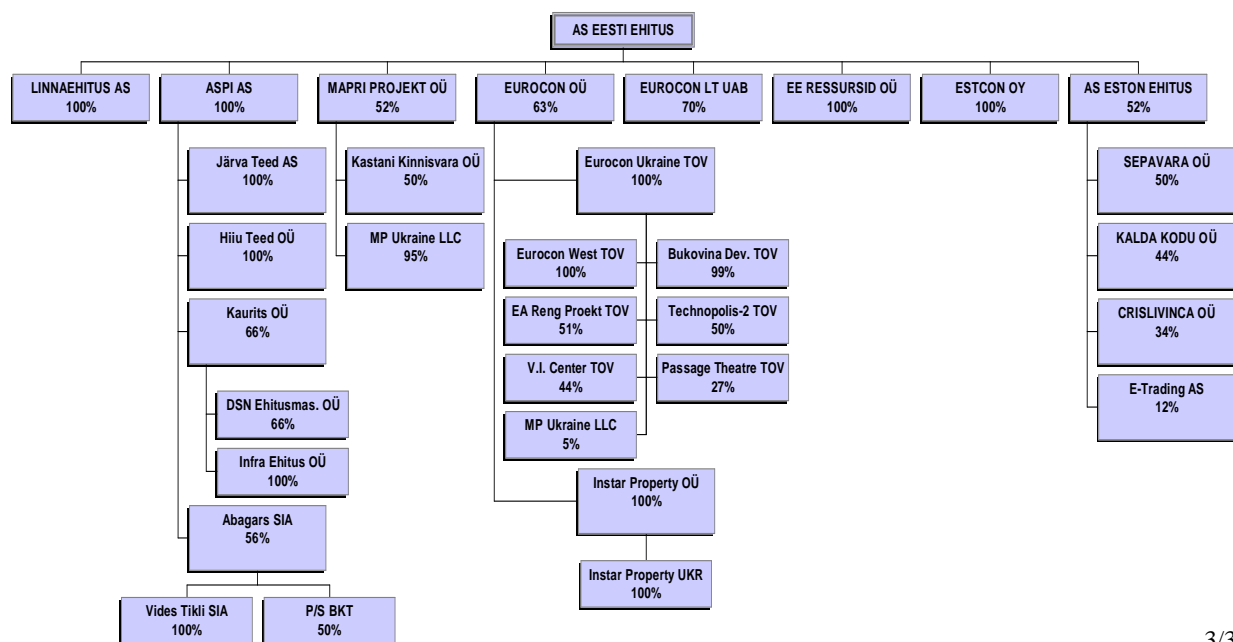 AS EESTI EHITUS
LINNAEHITUS AS
100%
ASPI AS
100%
MAPRI PROJEKT OÜ
52%
EUROCON OÜ
63%
EUROCON LT UAB
70%
EE RESSURSID OÜ
100%
ESTCON OY
100%
AS ESTON EHITUS
52%
Järva Teed AS
100%
Hiiu Teed OÜ
100%
Kaurits OÜ
66%
DSN Ehitusmas. OÜ
66%
Infra Ehitus OÜ
100%
Abagars SIA
56%
Vides Tikli SIA
100%
P/S BKT
50%
Kastani Kinnisvara OÜ
50%
MP Ukraine LLC
95%
Eurocon Ukraine TOV
100%
Eurocon West TOV
100%
Bukovina Dev. TOV
99%
EA Reng Proekt TOV
51%
Technopolis-2 TOV
50%
V.I. Center TOV
44%
Passage Theatre TOV
27%
MP Ukraine LLC
5%
Instar Property OÜ
100%
Instar Property UKR
100%
SEPAVARA OÜ
50%
KALDA KODU OÜ
44%
CRISLIVINCA OÜ
34%
E-Trading AS
12%
3/3